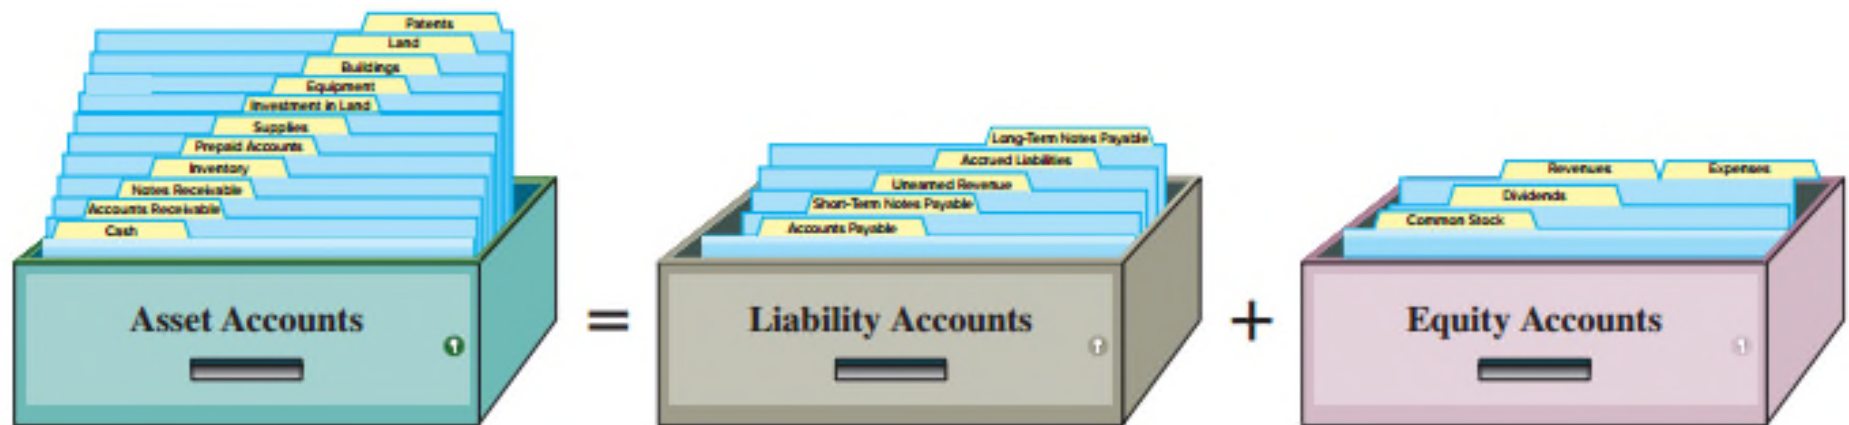 Patents
Land
Buildings
Equipment
Investment in Land
Supplies
Prepaid Accounts
Inventory
Notes Receivable
Accounts Receivable
Cash
Asset Accounts
=
Long-Term Notes Payable
Accrued Liabilities
Unearned Revenue
Short-Term Notes Payable
Accounts Payable
Liability Accounts
+
Revenues Expenses
Dividends
Common Stock
Equity Accounts